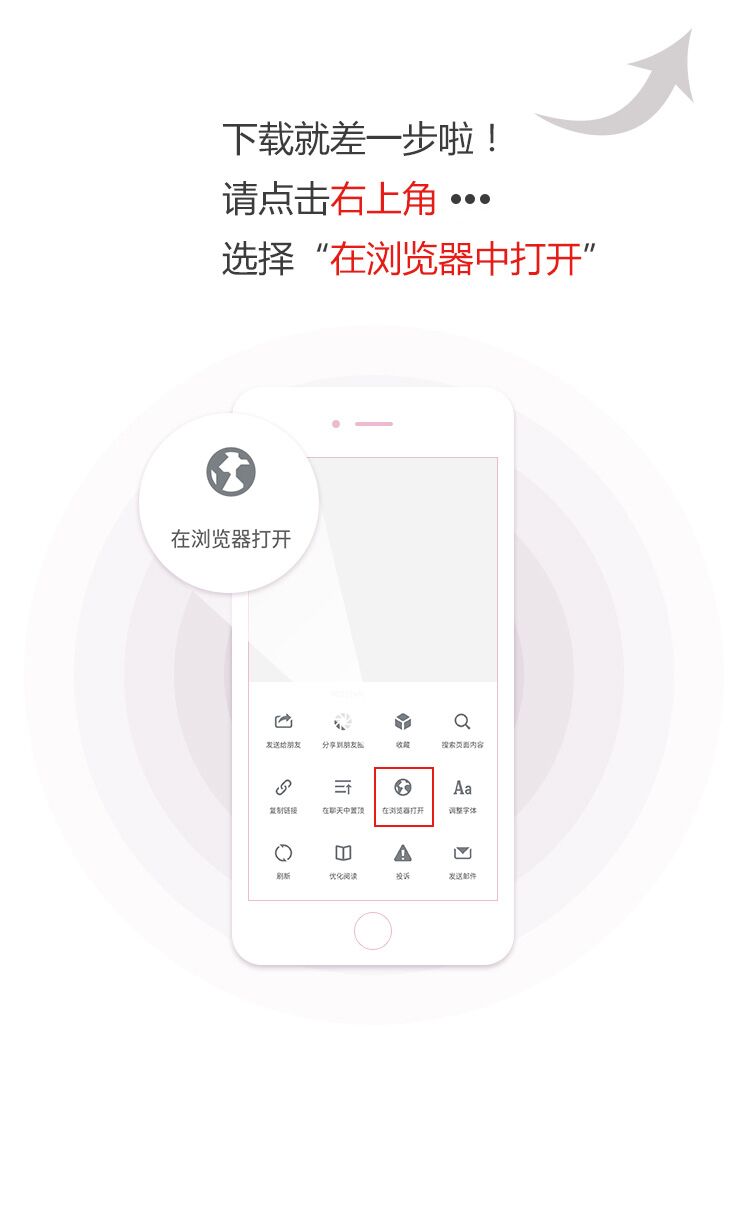 下载就差一步啦！
请点击右上角 •••
选择“在浏览器中打开”
在浏览器打开
发送给朋友
分享到朋友圈
收藏
搜索页面内容
复制链接
在聊天中置顶
在浏览器打开
调整字体
刷新
优化阅读
投诉
发送邮件